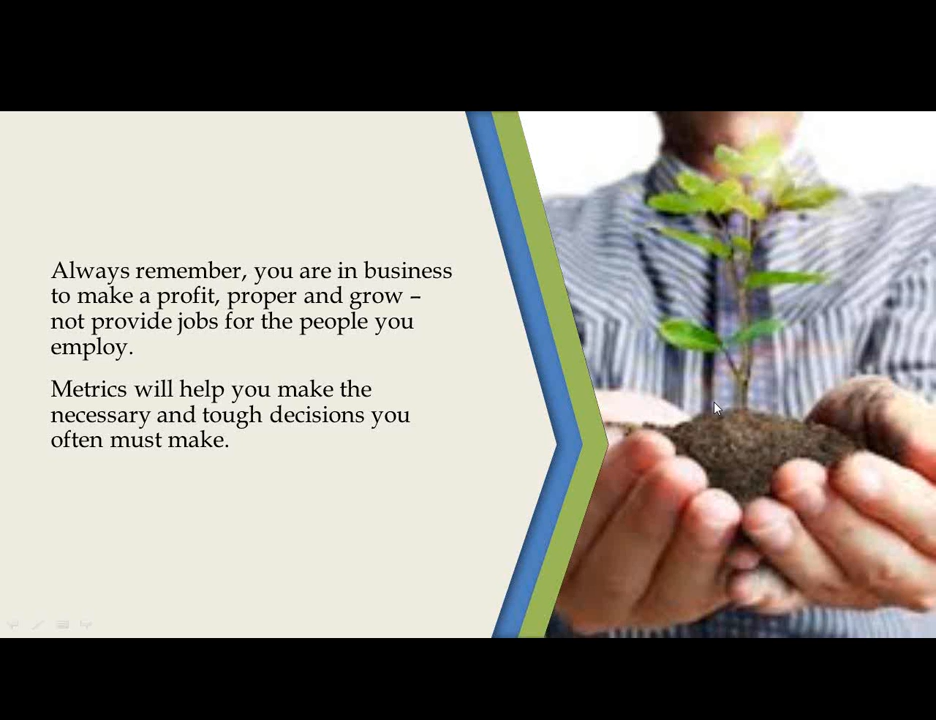 Always remember, you are in business
to make a profit, proper and grow –
not provide jobs for the people you
employ.
Metrics will help you make the
necessary and tough decisions you
often must make.